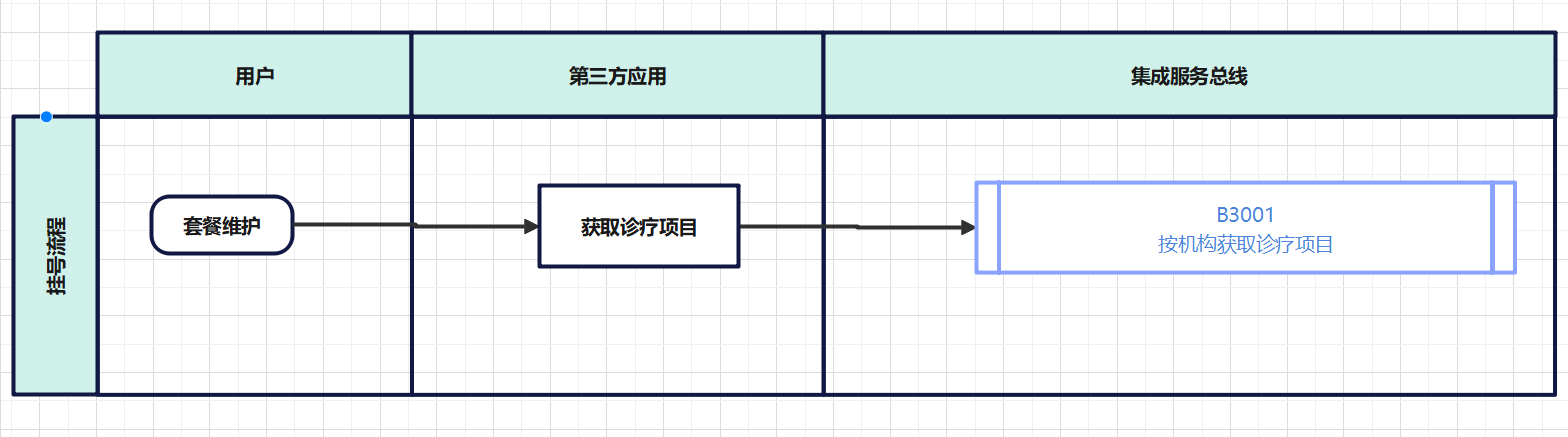 用户
第三方应用
集成服务总线
挂号流程
套餐维护
获取诊疗项目
B3001
按机构获取诊疗项目